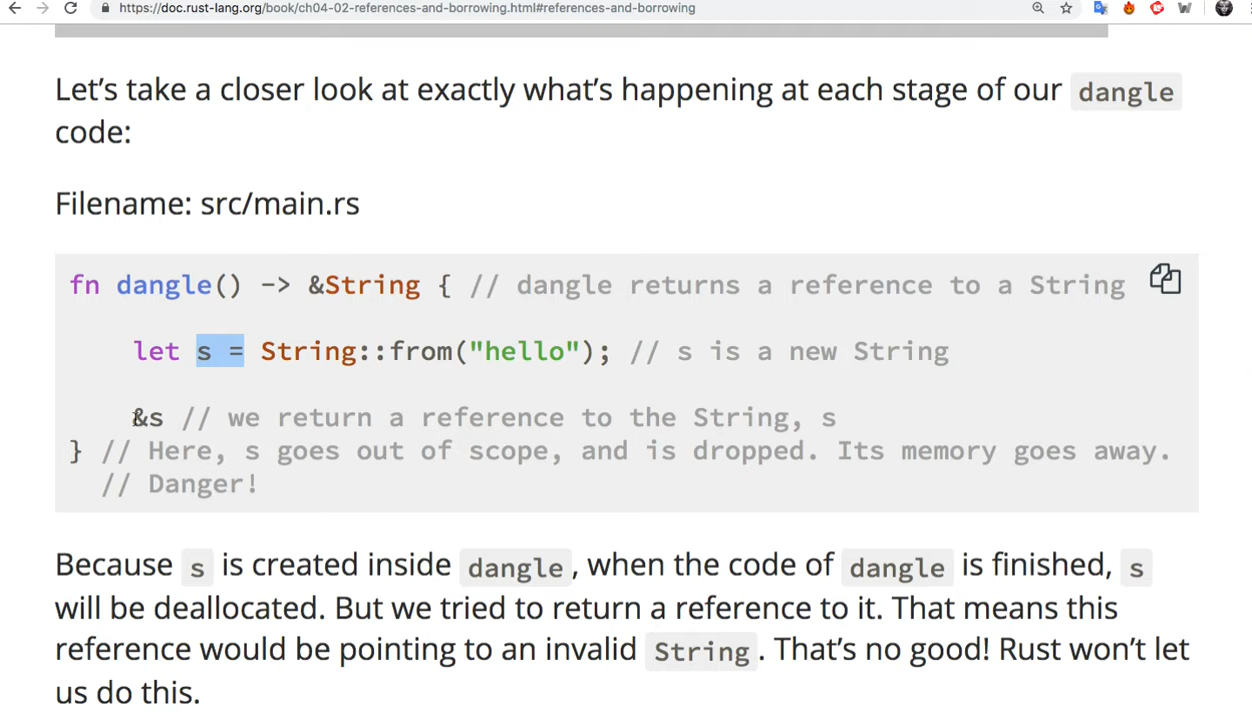 https://doc.rust-lang.org/book/ch04-02-references-and-borrowing.html#references-and-borrowing
Let’s take a closer look at exactly what’s happening at each stage of our dangle
code:
Filename: src/main.rs
fn dangle() -> &String { // dangle returns a reference to a String
let s = String::from("hello"); // s is a new String
&s // we return a reference to the String, s
} // Here, s goes out of scope, and is dropped. Its memory goes away.
// Danger!
Because s is created inside dangle, when the code of dangle is finished, s
will be deallocated. But we tried to return a reference to it. That means this
reference would be pointing to an invalid String. That’s no good! Rust won’t let
us do this.